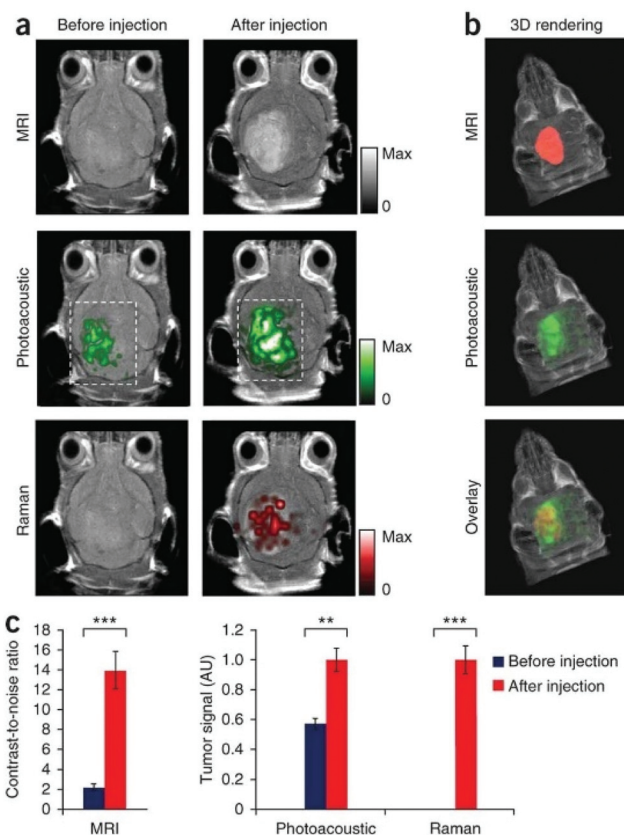 a
Before injection
After injection
MRI
Max
0
Photoacoustic
Max
0
Raman
Max
0
b
3D rendering
MRI
Photoacoustic
Overlay
c
***
Contrast-to-noise ratio
18
16
14
12
10
8
6
4
2
0
MRI
**
***
Tumor signal (AU)
1.2
1.0
0.8
0.6
0.4
0.2
0
Photoacoustic
Raman
Before injection
After injection